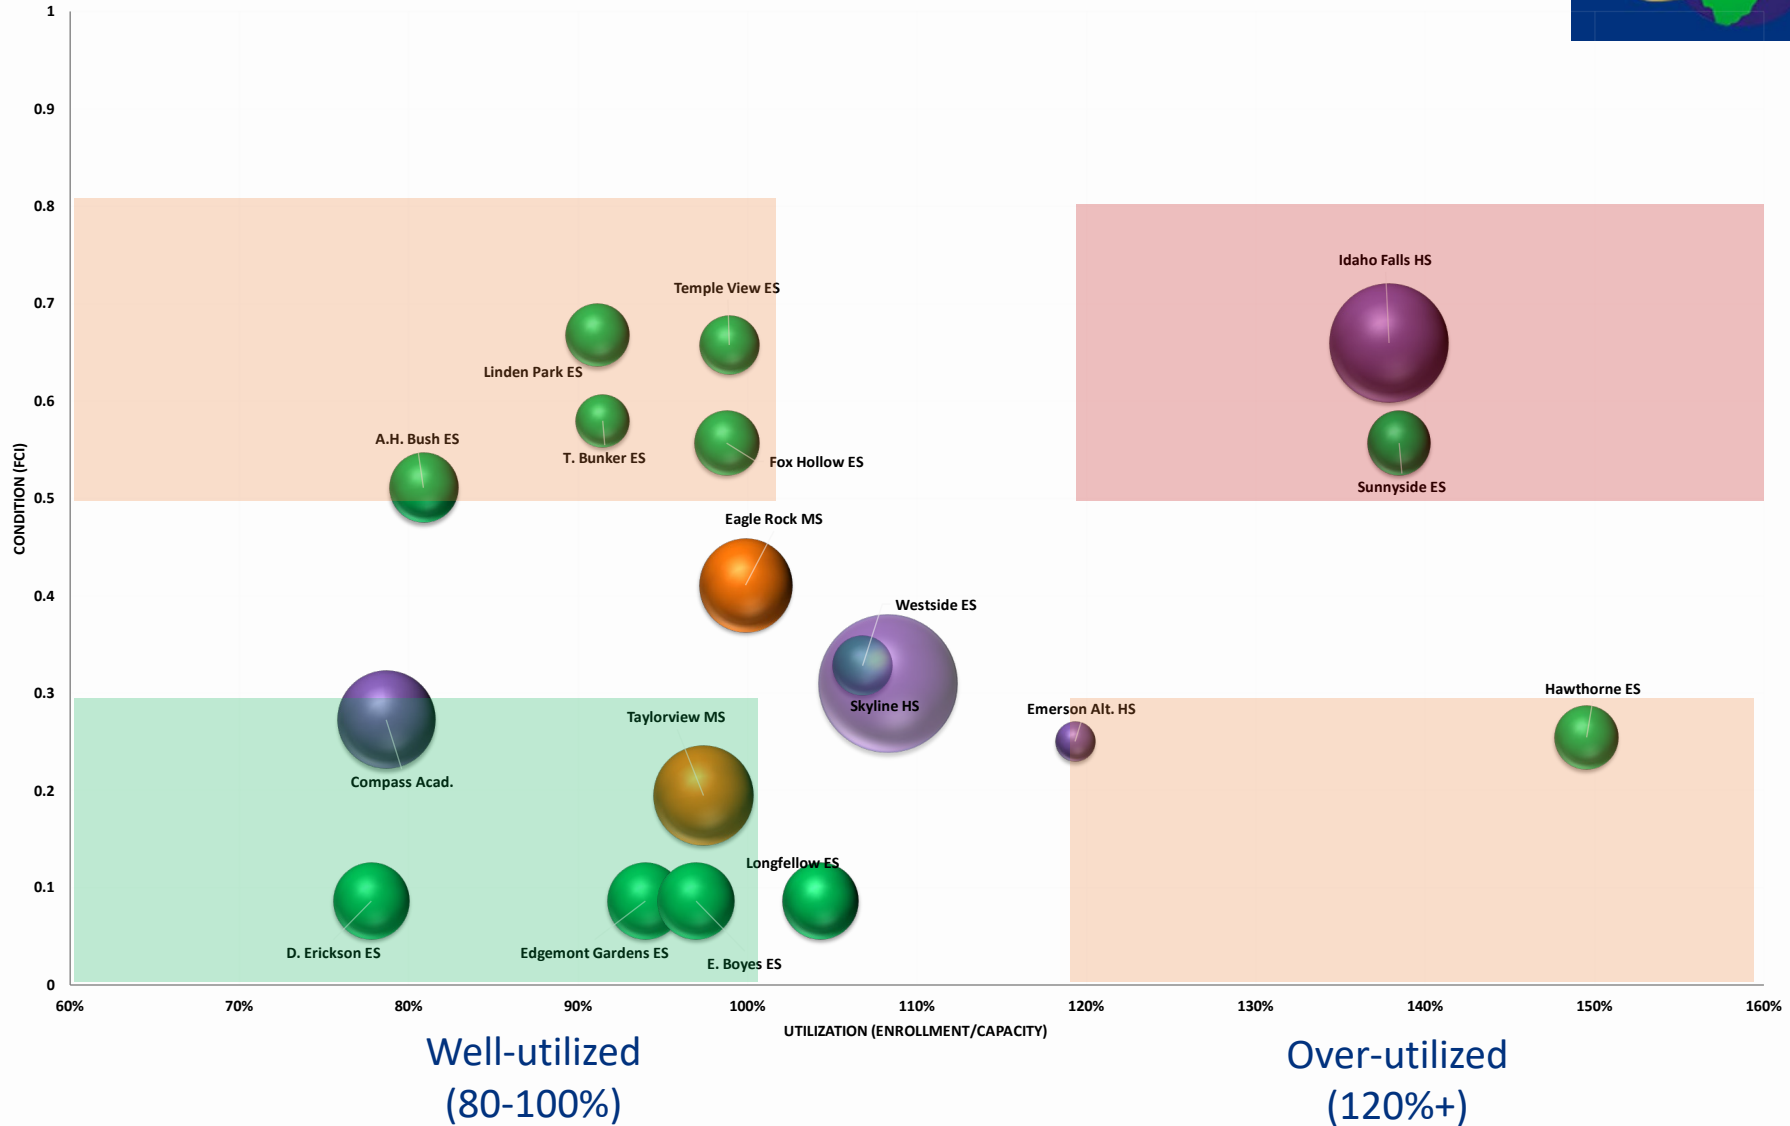 1
0.9
0.8
0.7
0.6
0.5
0.4
0.3
0.2
0.1
0
CONDITION (FCI)
Idaho Falls HS
Temple View ES
Linden Park ES
A.H. Bush ES
T. Bunker ES
Fox Hollow ES
Sunnyside ES
Eagle Rock MS
Westside ES
Skyline HS
Hawthorne ES
Emerson Alt. HS
Taylorview MS
Compass Acad.
Longfellow ES
D. Erickson ES
Edgemont Gardens ES
E. Boyes ES
60% 70% 80% 90% 100% 110% 120% 130% 140% 150% 160%
UTILIZATION (ENROLLMENT/CAPACITY)
Well-utilized
(80-100%)
Over-utilized
(120%+)